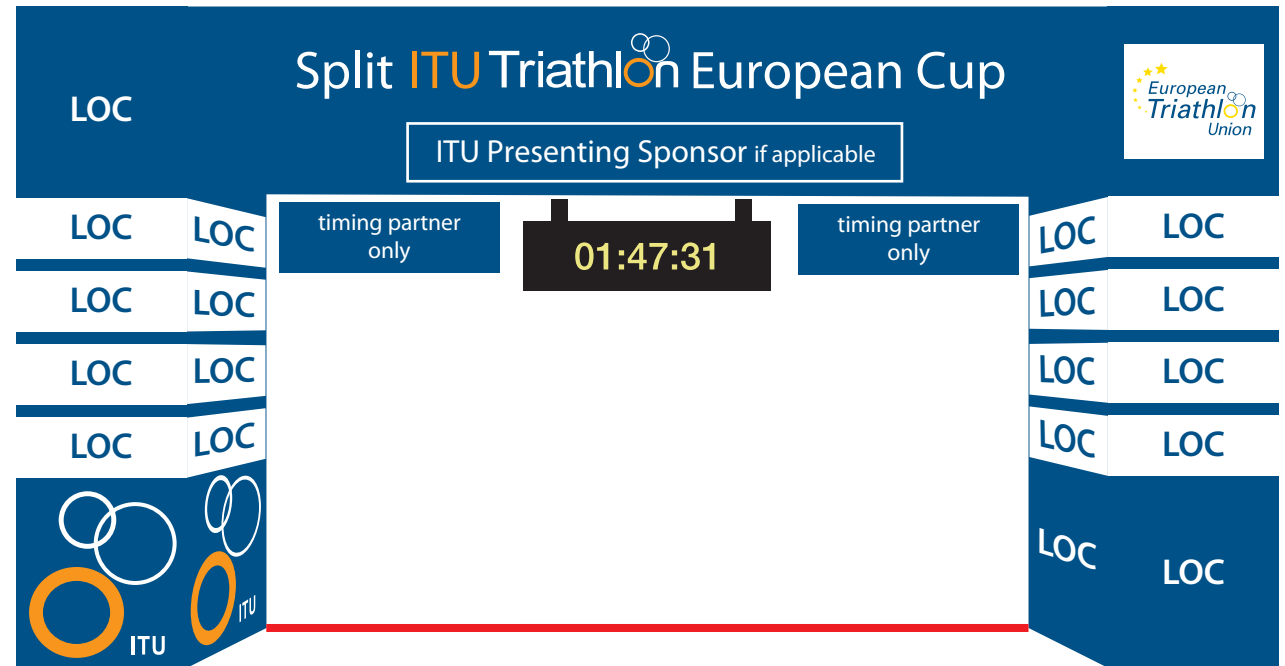 Split ITU Triathlon European Cup
LOC
European
Triathlon
Union
ITU Presenting Sponsor if applicable
LOC LOC timing partner only 01:47:31 timing partner only LOC LOC
LOC LOC LOC LOC
LOC LOC LOC LOC
LOC LOC LOC LOC
LOC LOC
ITU ITU